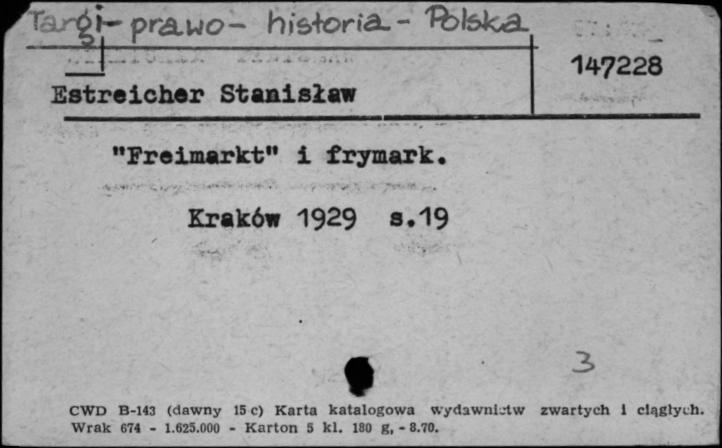 Targi - prawo - historia - Polska
147228
Estreicher Stanisław
"Freimarkt" i frymark.
Kraków 1929 s.19
3
CWD B-143 (dawny 15 c) Karta katalogowa wydawnictw zwartych i ciągłych.
Wrak 674 - 1.625.000 - Karton 5 kl. 180 g, - 8.70.